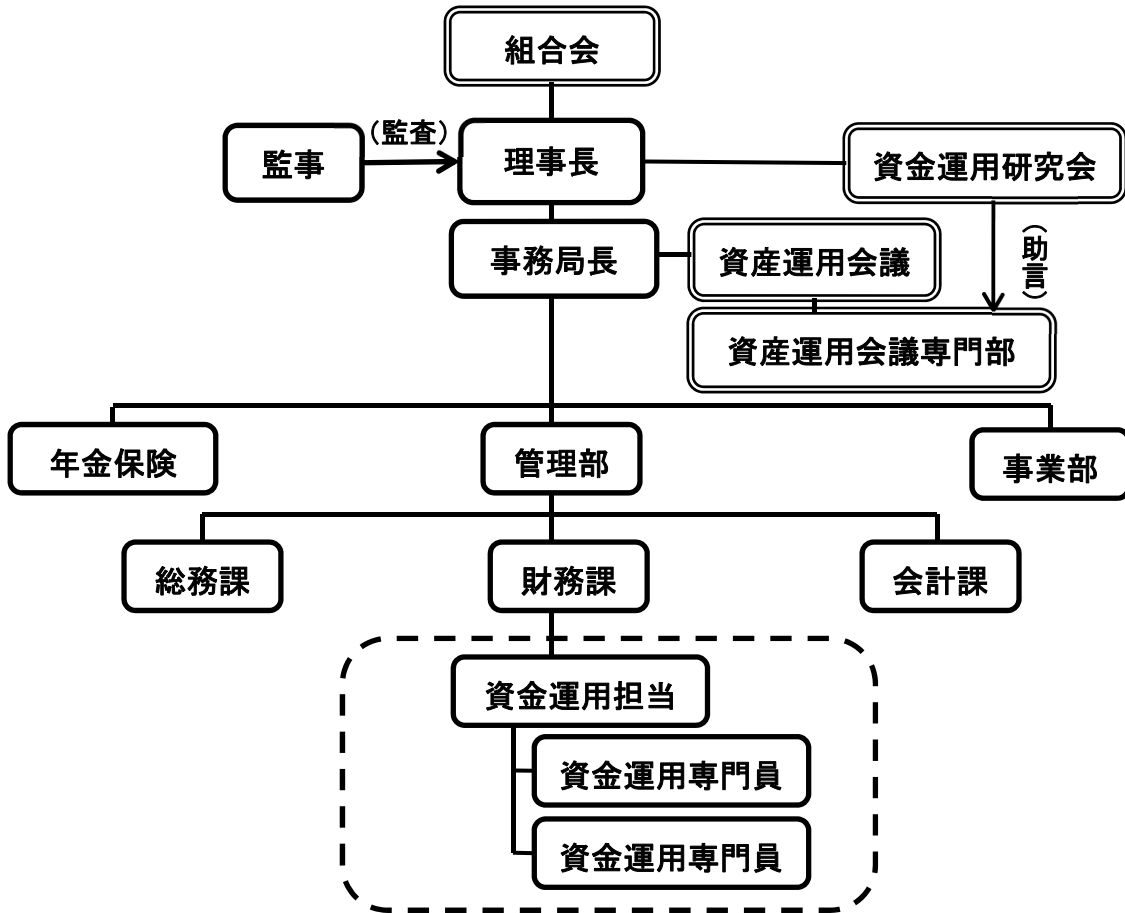 組合会
(監査)
監事
理事長
資金運用研究会
事務局長
資産運用会議
(助言)
資産運用会議専門部
年金保険
管理部
事業部
総務課
財務課
会計課
資金運用担当
資金運用専門員
資金運用専門員